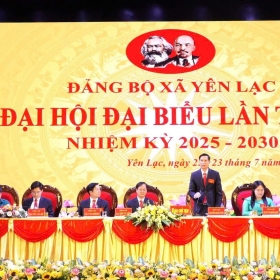 ĐẢNG BỘ XÃ YÊN LẠC
ĐẠI HỘI ĐẠI BIỂU LẦN T
NHIỆM KỲ 2025 - 2030
Yên Lạc, ngày 23 tháng 7 năm